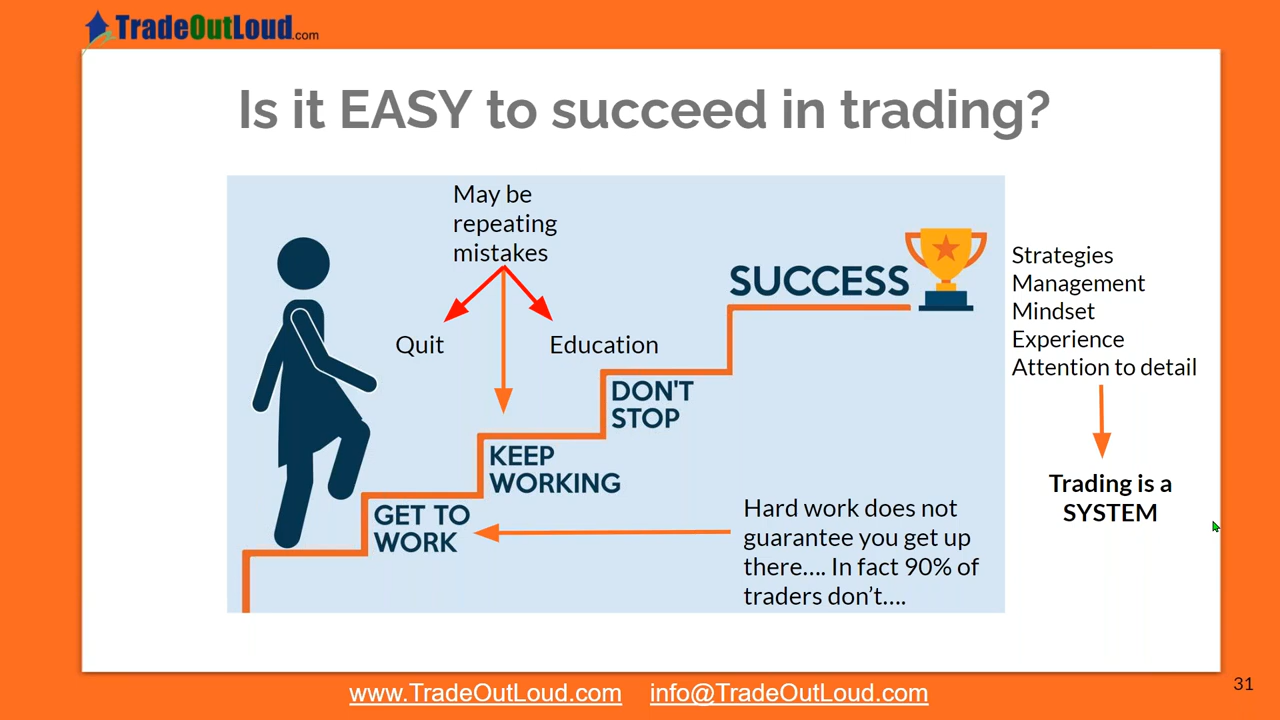 TradeOutLoud.com
Is it EASY to succeed in trading?
May be
repeating
mistakes
Quit
Education
SUCCESS
DON'T
STOP
KEEP
WORKING
GET TO
WORK
Hard work does not
guarantee you get up
there…. In fact 90% of
traders don’t….
Strategies
Management
Mindset
Experience
Attention to detail
Trading is a
SYSTEM
www.TradeOutLoud.com info@TradeOutLoud.com
31